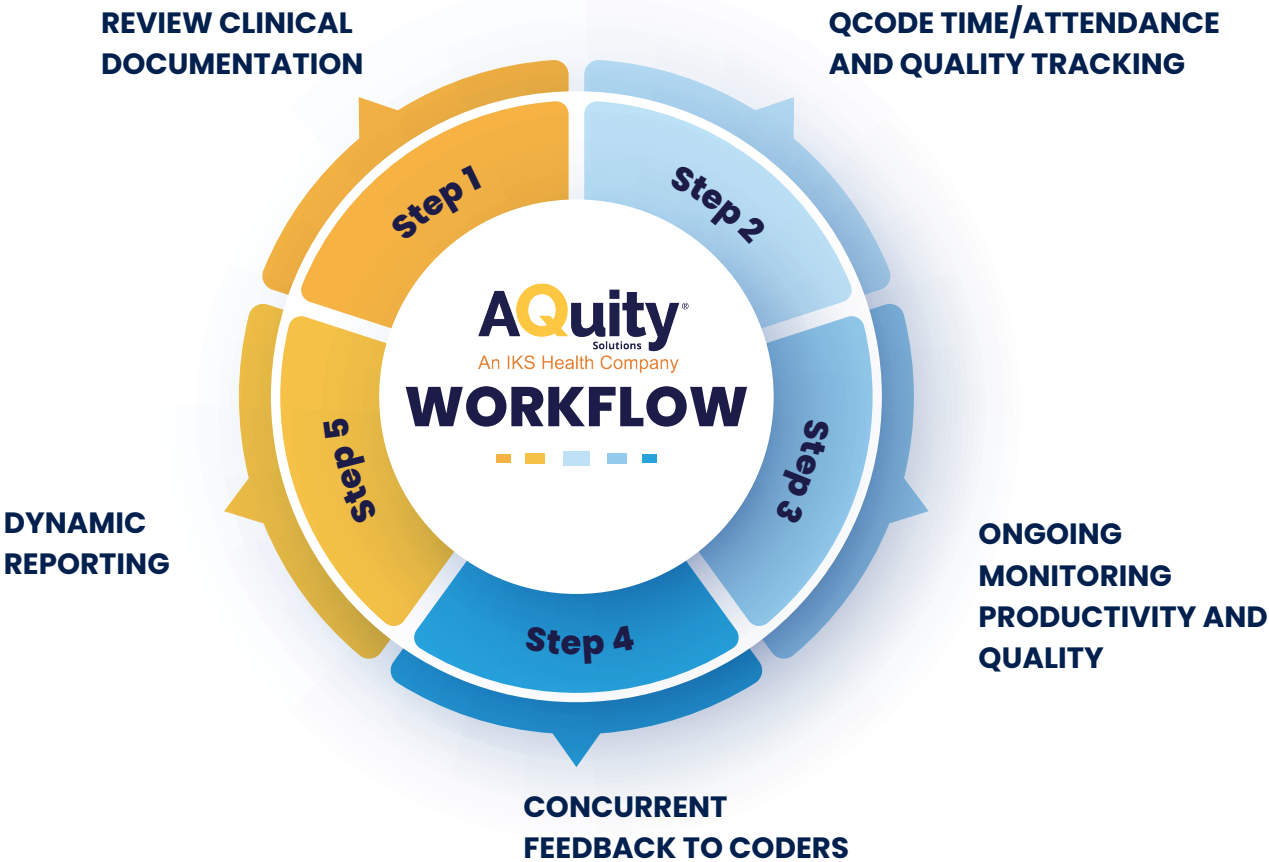 REVIEW CLINICAL
DOCUMENTATION
QCODE TIME/ATTENDANCE
AND QUALITY TRACKING
Step 1
Step 2
AQuity®
Solutions
An IKS Health Company
WORKFLOW
Step 5
Step 3
DYNAMIC
REPORTING
ONGOING
MONITORING
PRODUCTIVITY AND
QUALITY
Step 4
CONCURRENT
FEEDBACK TO CODERS